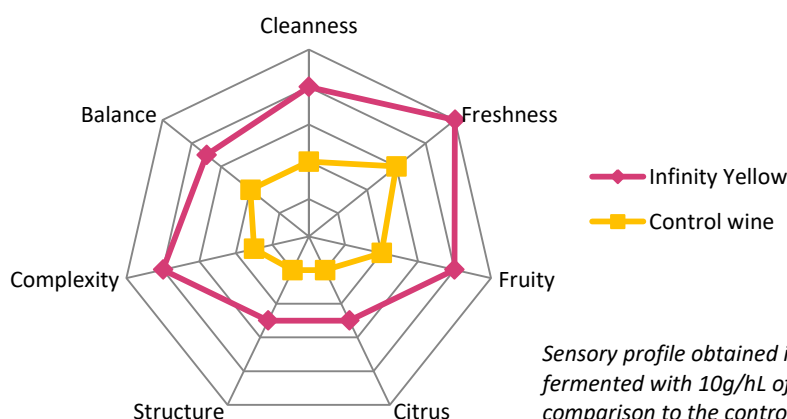 Cleanness
Balance
Freshness
Infinity Yellow
Control wine
Complexity
Fruity
Structure
Citrus
Sensory profile obtained
fermented with 10g/hL of
comparison to the contro